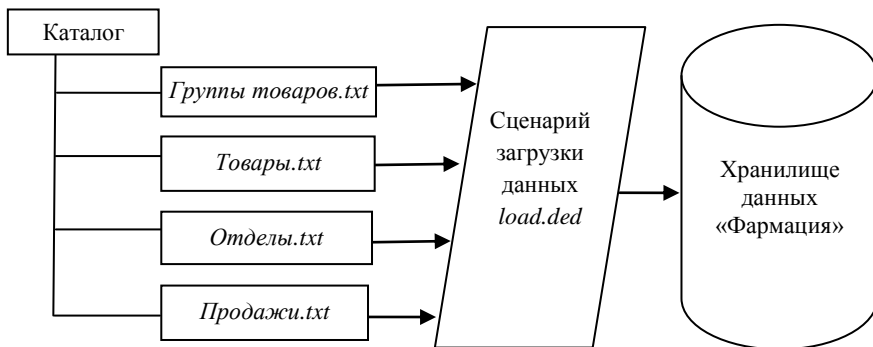 Каталог
Группы товаров.txt
Товары.txt
Отделы.txt
Продажи.txt
Сценарий
загрузки
данных
load.ded
Хранилище
данных
«Фармация»